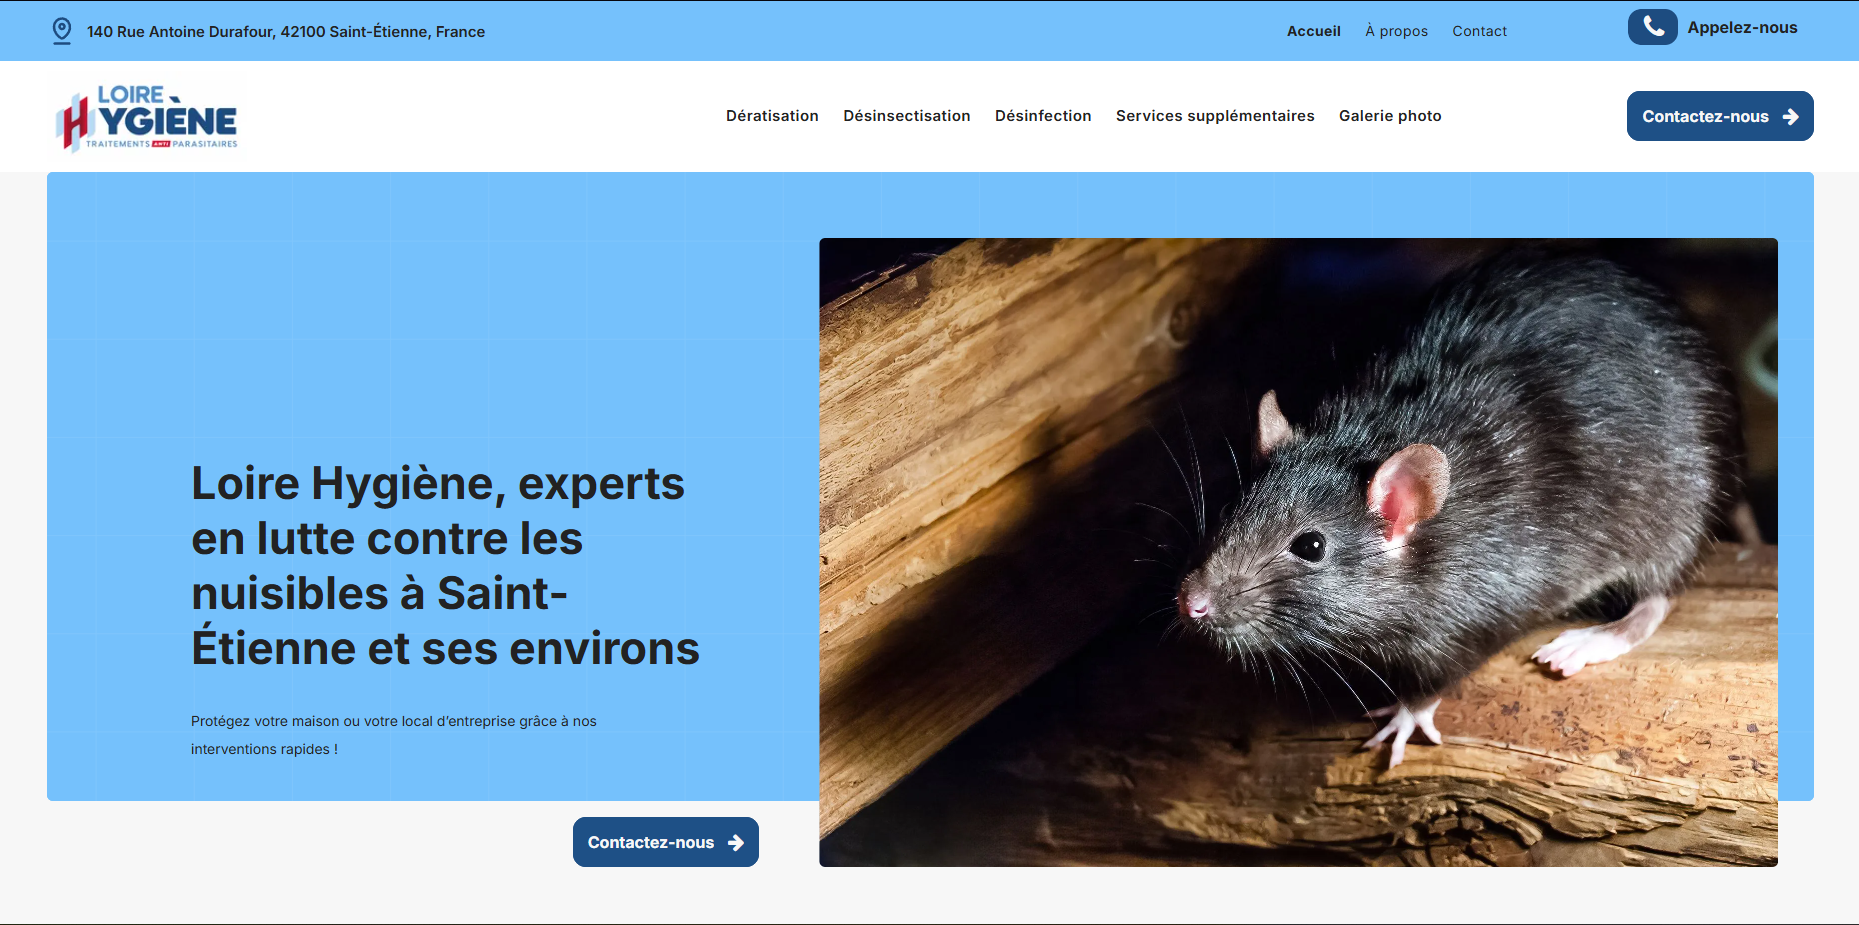 140 Rue Antoine Durafour, 42100 Saint-Étienne, France
Accueil
À propos
Contact
Appelez-nous
LOIRE
HYGIÈNE
TRAITEMENTS ANTI PARASITAIRES
Dératisation
Désinsectisation
Désinfection
Services supplémentaires
Galerie photo
Contactez-nous
Loire Hygiène, experts
en lutte contre les
nuisibles à Saint-
Étienne et ses environs
Protégez votre maison ou votre local d’entreprise grâce à nos
interventions rapides !
Contactez-nous